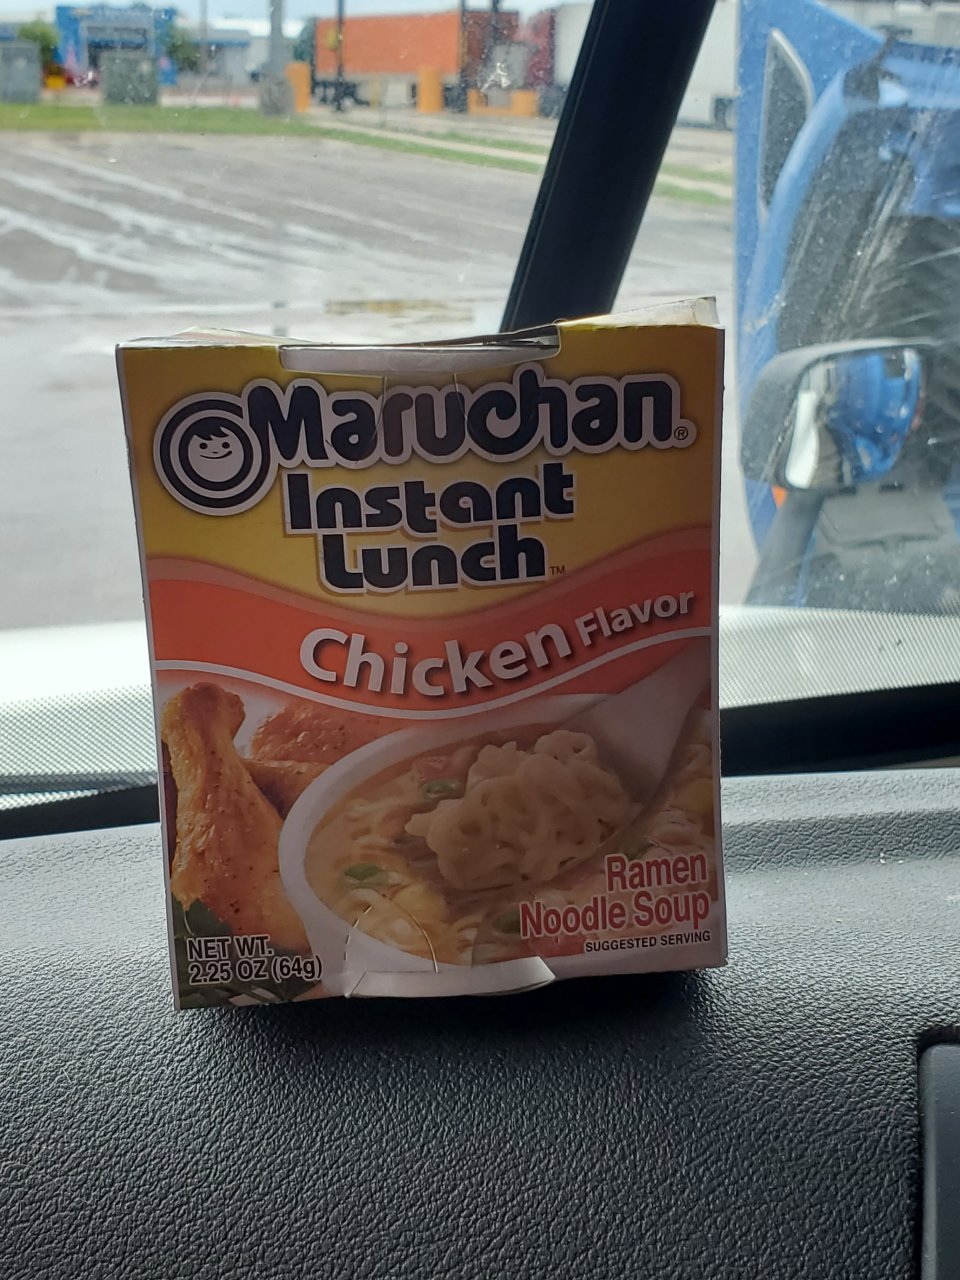 Maruchan®
Instant
Lunch™
Chicken Flavor
Ramen
Noodle Soup
SUGGESTED SERVING
NET WT.
2.25 OZ (64g)